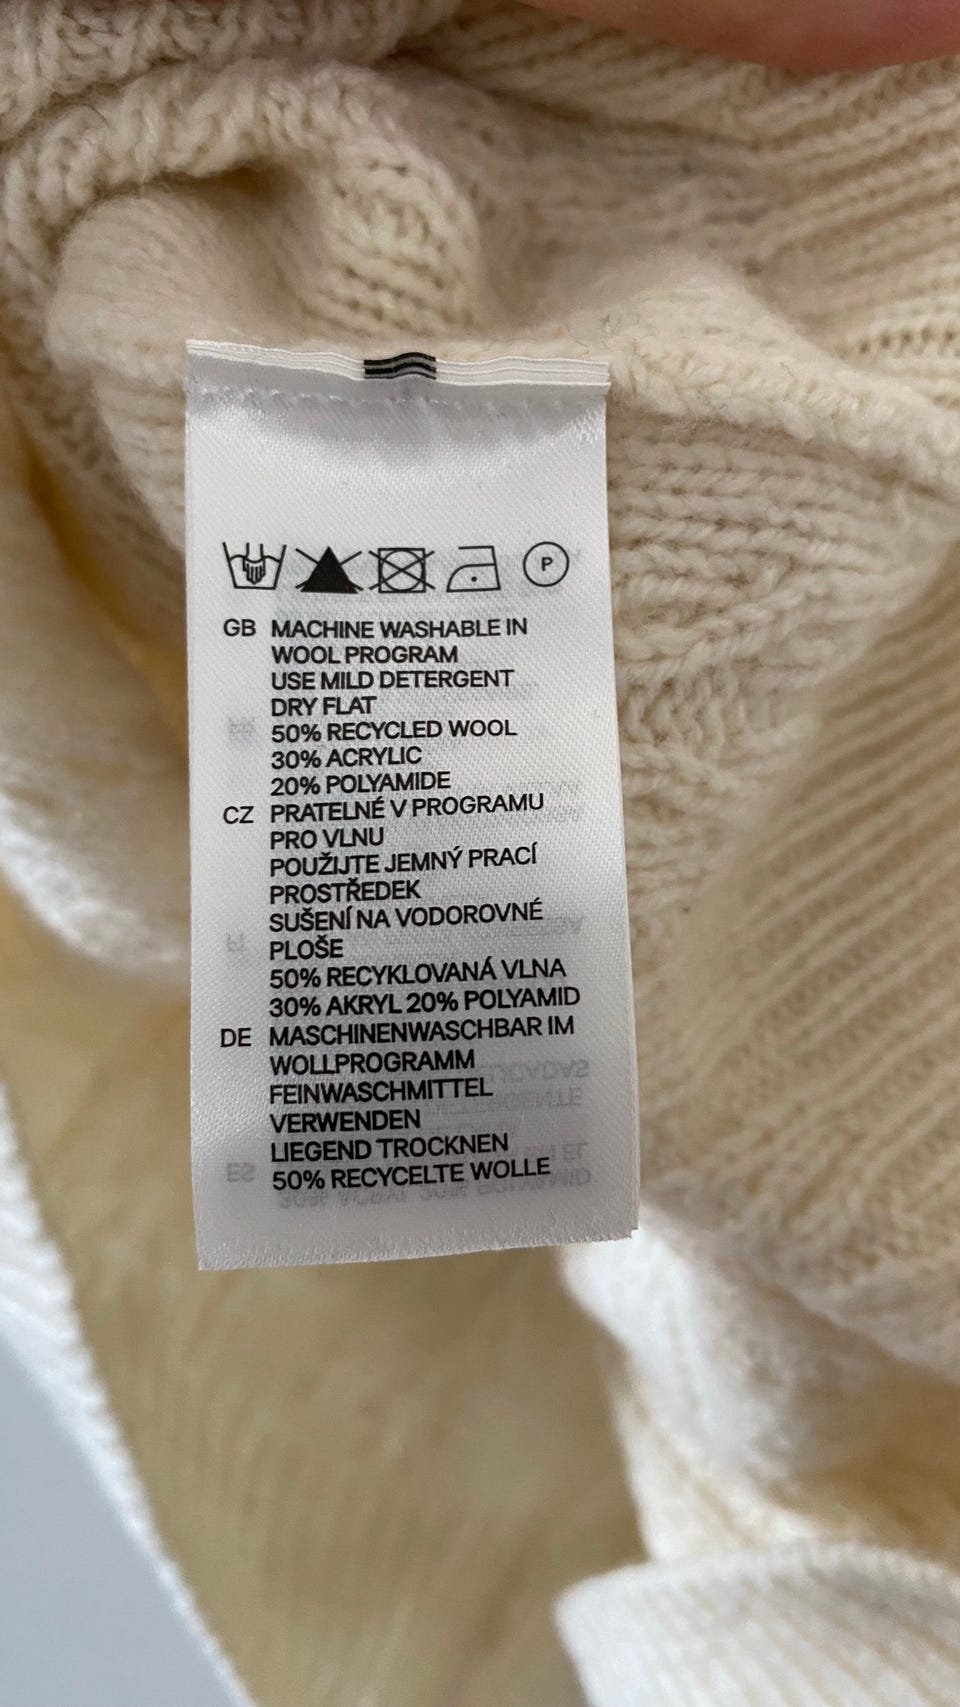 P
GB MACHINE WASHABLE IN
WOOL PROGRAM
USE MILD DETERGENT
DRY FLAT
50% RECYCLED WOOL
30% ACRYLIC
20% POLYAMIDE
CZ PRATELNÉ V PROGRAMU
PRO VLNU
POUŽIJTE JEMNÝ PRACÍ
PROSTŘEDEK
SUŠENÍ NA VODOROVNÉ
PLOŠE
50% RECYKLOVANÁ VLNA
30% AKRYL 20% POLYAMID
DE MASCHINENWASCHBAR IM
WOLLPROGRAMM
FEINWASCHMITTEL
VERWENDEN
LIEGEND TROCKNEN
50% RECYCELTE WOLLE